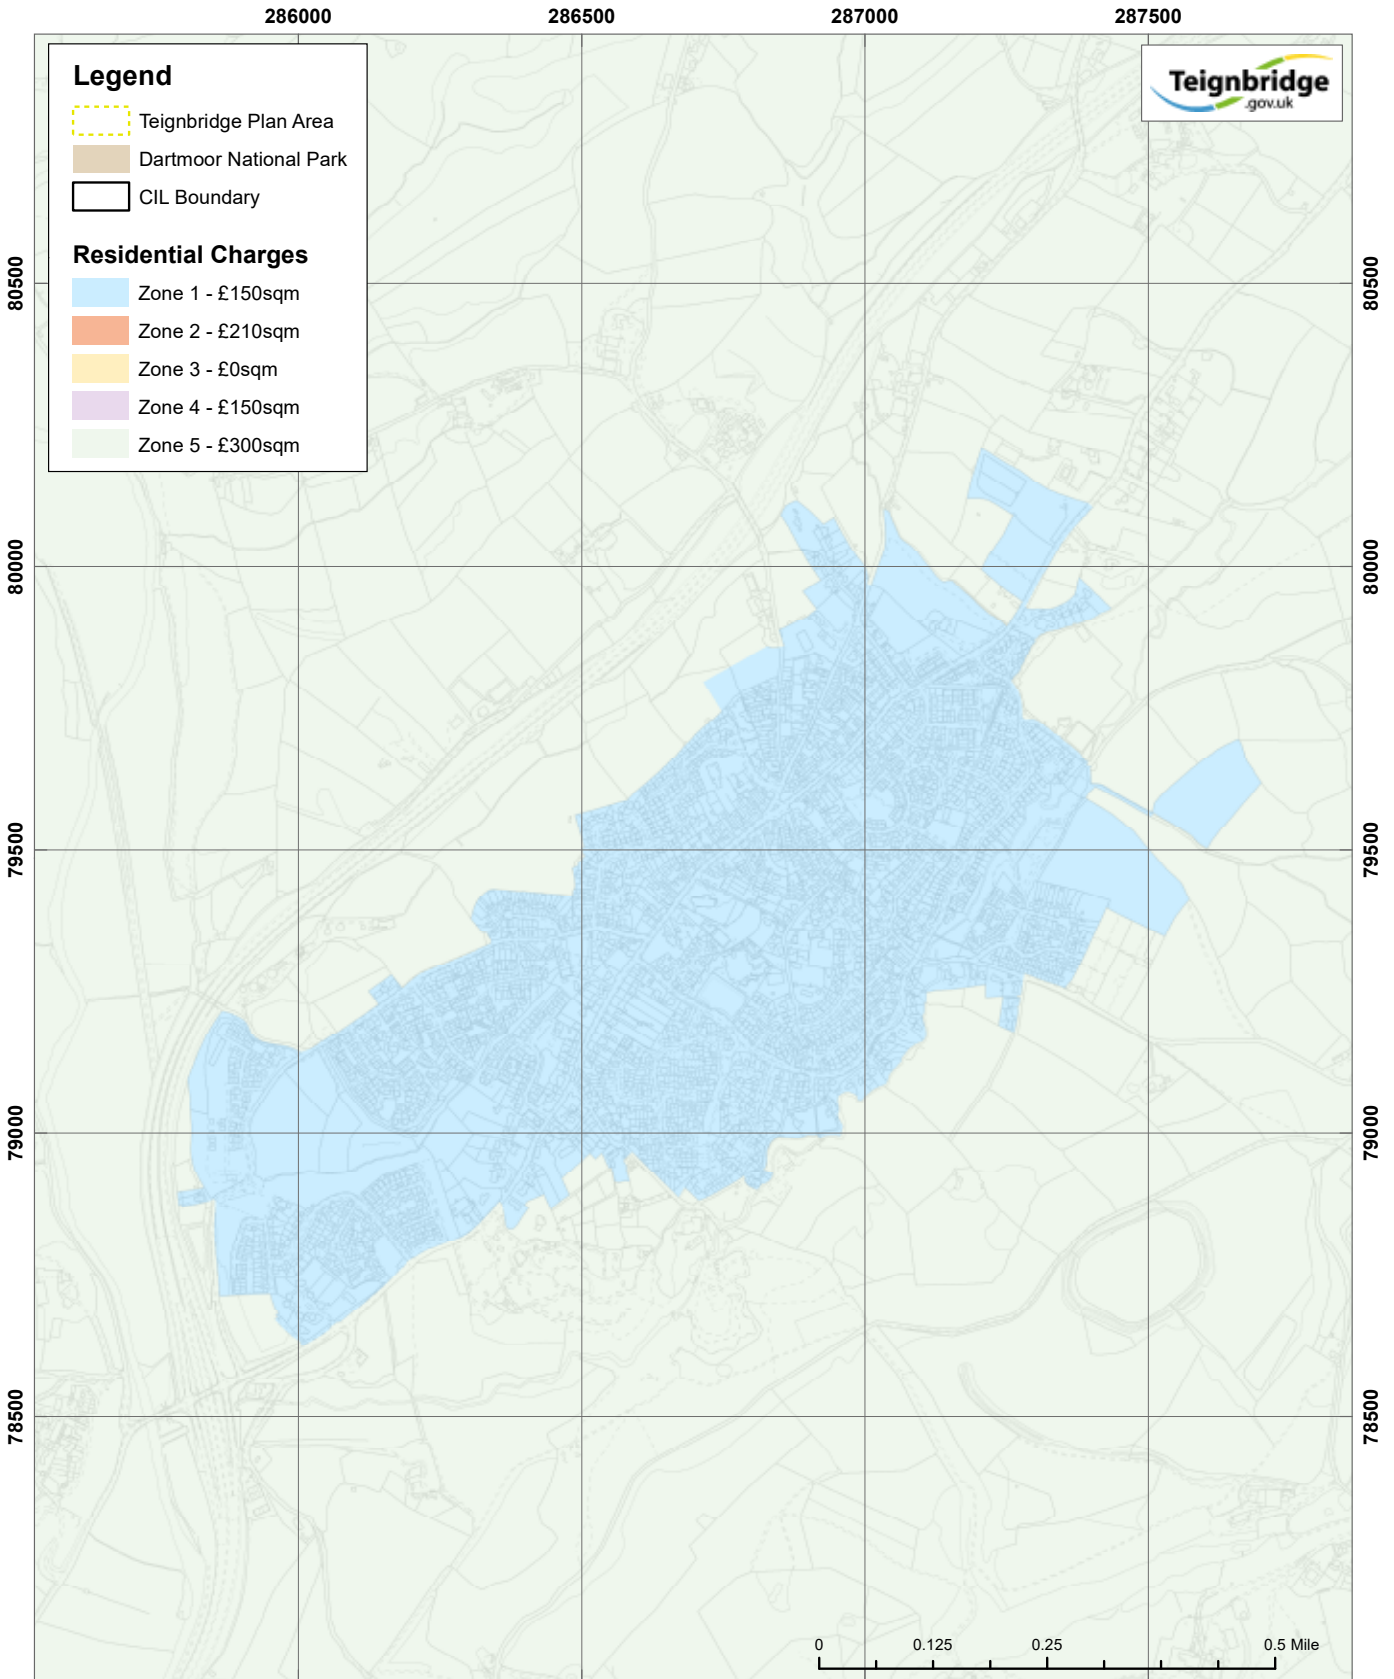 286000 286500 287000 287500
Legend
Teignbridge Plan Area
Dartmoor National Park
CIL Boundary
Residential Charges
Zone 1 - £150sqm
Zone 2 - £210sqm
Zone 3 - £0sqm
Zone 4 - £150sqm
Zone 5 - £300sqm
Teignbridge
.gov.uk
80500 80500
80000 80000
79500 79500
79000 79000
78500 78500
0 0.125 0.25 0.5 Mile